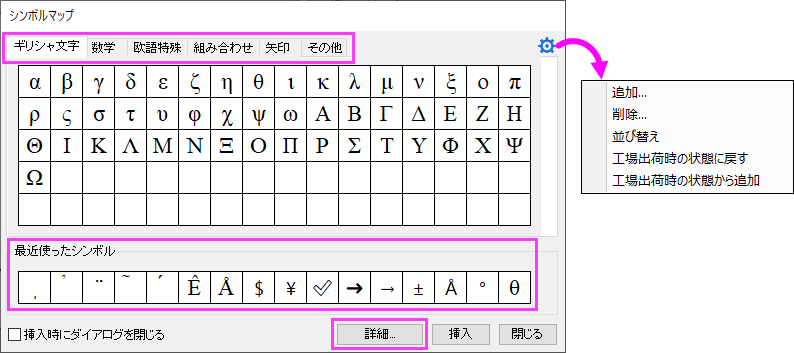 シンボルマップ
ギリシャ文字 数学 欧語特殊 組み合わせ 矢印 その他
α β γ δ ε ζ η θ ι κ λ μ ν ξ ο π
ρ ς σ τ υ φ χ ψ ω Α Β Γ Δ Ε Ζ Η
Θ Ι Κ Λ Μ Ν Ξ Ο Π Ρ Σ Τ Υ Φ Χ Ψ
Ω
最近使ったシンボル
¨ ˜ ´ Ê Å $ ¥ ✓ ➔ → ± Å ° θ
挿入時にダイアログを閉じる
詳細... 挿入 閉じる
追加...
削除...
並び替え
工場出荷時の状態に戻す
工場出荷時の状態から追加